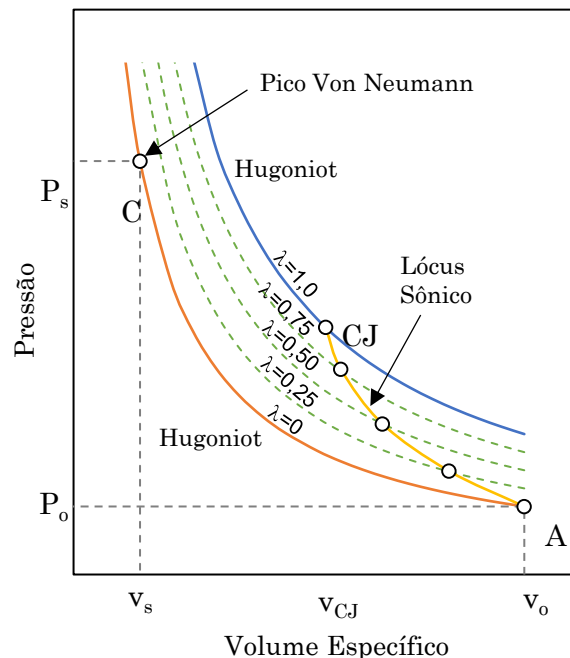 Pico Von Neumann
Hugoniot
P_s
C
λ=1,0
Lócus
Sônico
λ=0,75
CJ
λ=0,50
λ=0,25
λ=0
Hugoniot
Pressão
P_o
A
v_s
v_CJ
v_o
Volume Específico